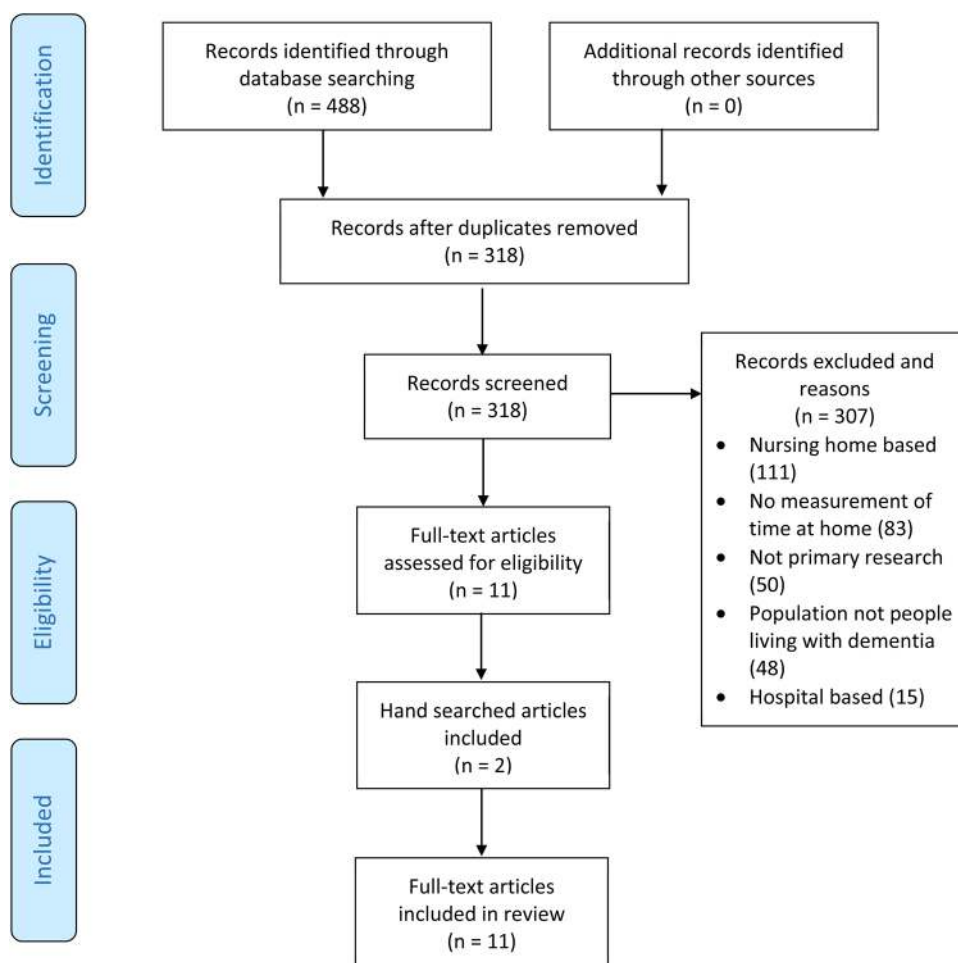 Identification
Records identified through
database searching
(n = 488)
Additional records identified
through other sources
(n = 0)
Records after duplicates removed
(n = 318)
Screening
Records screened
(n = 318)
Records excluded and
reasons
(n = 307)
• Nursing home based
(111)
• No measurement of
time at home (83)
• Not primary research
(50)
• Population not people
living with dementia
(48)
• Hospital based (15)
Eligibility
Full-text articles
assessed for eligibility
(n = 11)
Hand searched articles
included
(n = 2)
Included
Full-text articles
included in review
(n = 11)